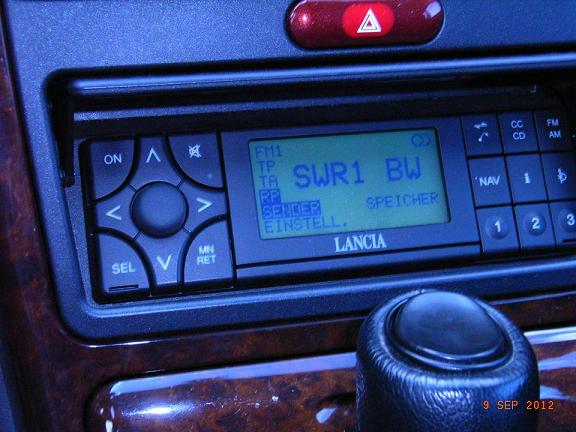 ON
SEL
MN
RET
FM1
TP
TA
RP
SENDER
EINSTELL.
SWR1 BW
SPEICHER
LANCIA
CC
CD
FM
AM
NAV
i
1
2
3
9 SEP 2012